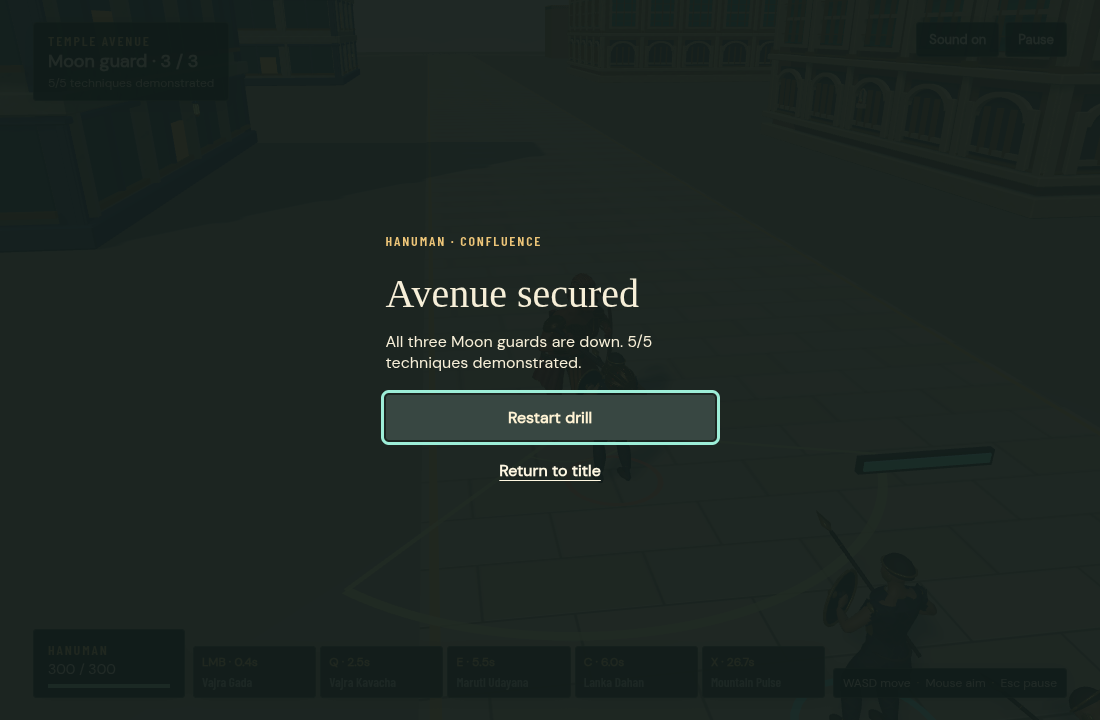 TEMPLE AVENUE
Moon guard · 3 / 3
5/5 techniques demonstrated
Sound on
Pause
HANUMAN · CONFLUENCE
Avenue secured
All three Moon guards are down. 5/5
techniques demonstrated.
Restart drill
Return to title
HANUMAN
300 / 300
LMB · 0.4s
Vajra Gada
Q · 2.5s
Vajra Kavacha
E · 5.5s
Maruti Udayana
C · 6.0s
Lanka Dahan
X · 26.7s
Mountain Pulse
WASD move · Mouse aim · Esc pause